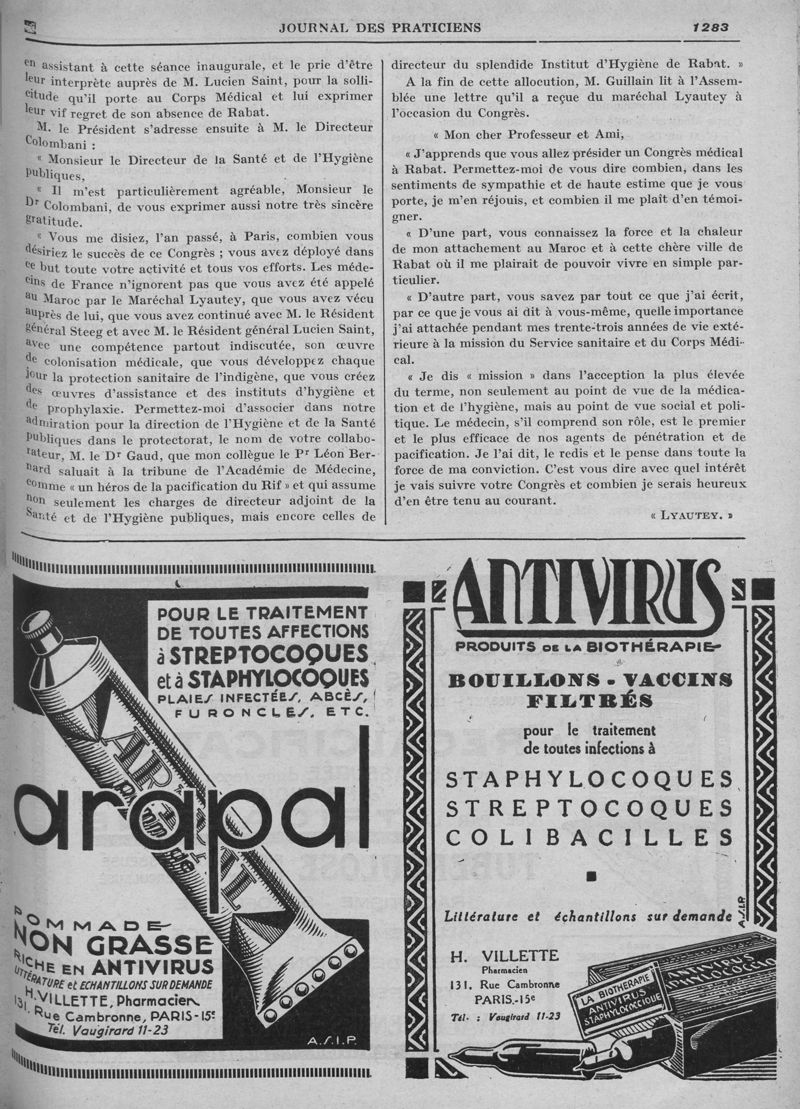 JOURNAL DES PRATICIENS
1283
en assistant à cette séance inaugurale, et le prie d'être
leur interprète auprès de M. Lucien Saint, pour la solli-
citude qu'il porte au Corps Médical et lui exprimer
leur vif regret de son absence de Rabat.
M. le Président s'adresse ensuite à M. le Directeur
Colombani :
« Monsieur le Directeur de la Santé et de l'Hygiène
Publiques,
« Il m'est particulièrement agréable, Monsieur le
Dr Colombani, de vous exprimer aussi notre très sincère
gratitude.
« Vous me disiez, l'an passé, à Paris, combien vous
désiriez le succès de ce Congrès ; vous avez déployé dans
ce but toute votre activité et tous vos efforts. Les méde-
cins de France n'ignorent pas que vous avez été appelé
au Maroc par le Maréchal Lyautey, que vous avez vécu
auprès de lui, que vous avez continué avec M. le Résident
général Steeg et avec M. le Résident général Lucien Saint,
avec une compétence partout indiscutée, son œuvre
de colonisation médicale, que vous développez chaque
jour la protection sanitaire de l'indigène, que vous créez
des œuvres d'assistance et des instituts d'hygiène et
de prophylaxie. Permettez-moi d'associer dans notre
admiration pour la direction de l'Hygiène et de la Santé
Publiques dans le protectorat, le nom de votre collabo-
rateur, M. le Dr Gaud, que mon collègue le Pr Léon Ber-
nard saluait à la tribune de l'Académie de Médecine,
comme « un héros de la pacification du Rif » et qui assume
non seulement les charges de directeur adjoint de la
Santé et de l'Hygiène publiques, mais encore celles de
directeur du splendide Institut d'Hygiène de Rabat. »
A la fin de cette allocution, M. Guillain lit à l'Assem-
blée une lettre qu'il a reçue du maréchal Lyautey à
l'occasion du Congrès.
« Mon cher Professeur et Ami,
« J'apprends que vous allez présider un Congrès médical
à Rabat. Permettez-moi de vous dire combien, dans les
sentiments de sympathie et de haute estime que je vous
porte, je m'en réjouis, et combien il me plaît d'en témoi-
gner.
« D'une part, vous connaissez la force et la chaleur
de mon attachement au Maroc et à cette chère ville de
Rabat où il me plairait de pouvoir vivre en simple par-
ticulier.
« D'autre part, vous savez par tout ce que j'ai écrit,
par ce que je vous ai dit à vous-même, quelle importance
j'ai attachée pendant mes trente-trois années de vie exté-
rieure à la mission du Service sanitaire et du Corps Médi-
cal.
« Je dis « mission » dans l'acception la plus élevée
du terme, non seulement au point de vue de la médica-
tion et de l'hygiène, mais au point de vue social et poli-
tique. Le médecin, s'il comprend son rôle, est le premier
et le plus efficace de nos agents de pénétration et de
pacification. Je l'ai dit, le redis et le pense dans toute la
force de ma conviction. C'est vous dire avec quel intérêt
je vais suivre votre Congrès et combien je serais heureux
d'en être tenu au courant.
« LYAUTEY. »
POUR LE TRAITEMENT
DE TOUTES AFFECTIONS
à STREPTOCOQUES
et à STAPHYLOCOQUES
PLAIES INFECTÉES, ABCÈS,
FURONCLES, ETC.
arapal
POMMADE
NON GRASSE
RICHE EN ANTIVIRUS
LITTÉRATURE et ECHANTILLONS SUR DEMANDE
H. VILLETTE, Pharmacien
131, Rue Cambronne, PARIS-15e
Tél. Vaugirard 11-23
A.S.I.P.
ANTIVIRUS
PRODUITS DE LA BIOTHÉRAPIE
BOUILLONS - VACCINS
FILTRÉS
pour le traitement
de toutes infections à
STAPHYLOCOQUES
STREPTOCOQUES
COLIBACILLES
Littérature et échantillons sur demande
A.S.I.P.
H. VILLETTE
Pharmacien
131, Rue Cambronne
PARIS.-15e
Tél. : Vaugirard 11-23
LA BIOTHERAPIE
ANTIVIRUS
STAPHYLOCOCCIQUE
ANTIVIRUS